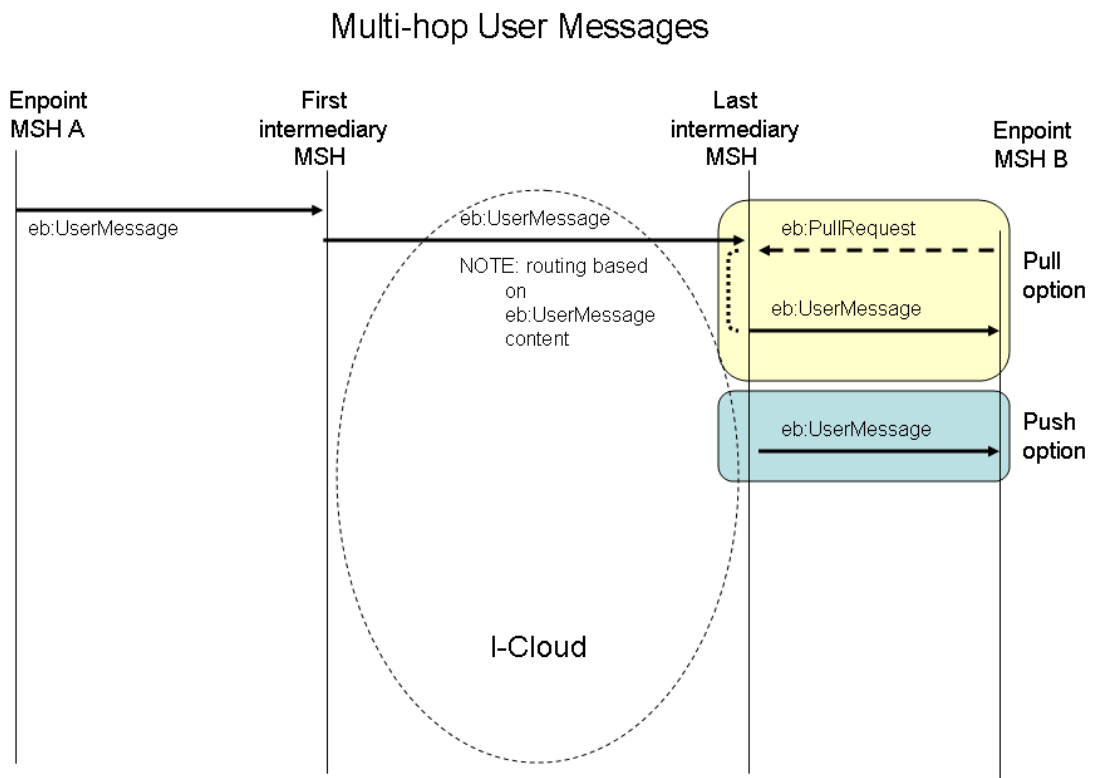 Multi-hop User Messages
Enpoint
MSH A
First
intermediary
MSH
Last
intermediary
MSH
Enpoint
MSH B
eb:UserMessage
eb:UserMessage
NOTE: routing based
on
eb:UserMessage
content
eb:PullRequest
eb:UserMessage
Pull
option
eb:UserMessage
Push
option
I-Cloud